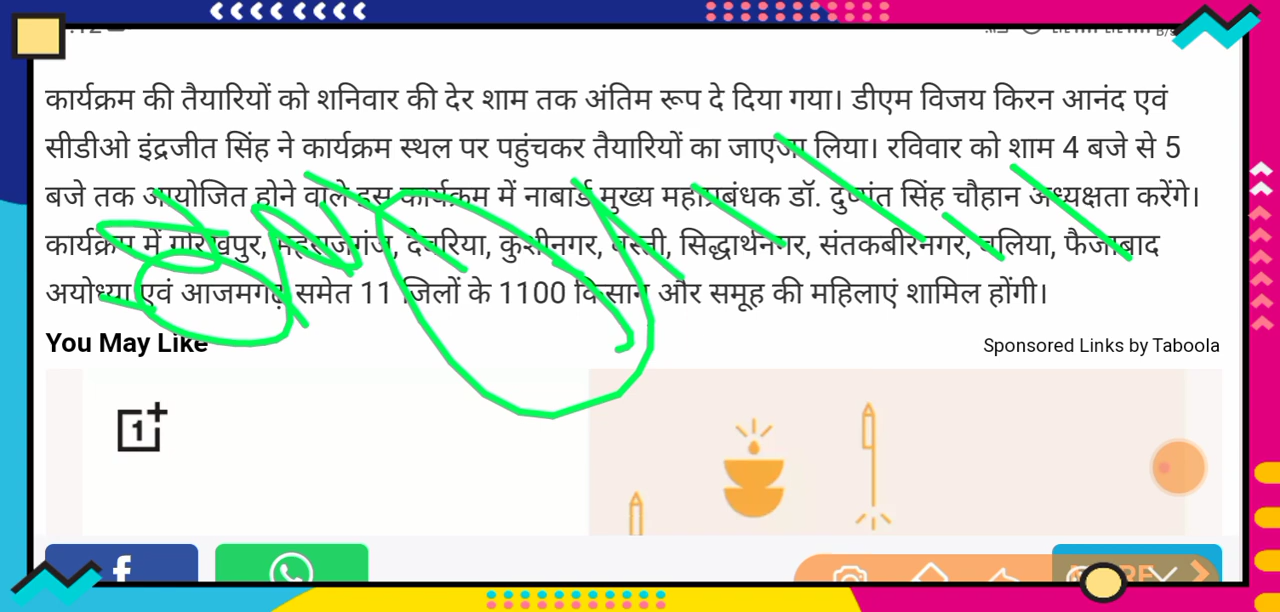 कार्यक्रम की तैयारियों को शनिवार की देर शाम तक अंतिम रूप दे दिया गया। डीएम विजय किरन आनंद एवं
सीडीओ इंद्रजीत सिंह ने कार्यक्रम स्थल पर पहुंचकर तैयारियों का जाएजा लिया। रविवार को शाम 4 बजे से 5
बजे तक आयोजित होने वाले इस कार्यक्रम में नाबार्ड मुख्य महाप्रबंधक डॉ. दुष्यंत सिंह चौहान अध्यक्षता करेंगे।
कार्यक्रम में गोरखपुर, महराजगंज, देवरिया, कुशीनगर, बस्ती, सिद्धार्थनगर, संतकबीरनगर, बलिया, फैजाबाद
अयोध्या एवं आजमगढ़ समेत 11 जिलों के 1100 किसान और समूह की महिलाएं शामिल होंगी।
You May Like
Sponsored Links by Taboola